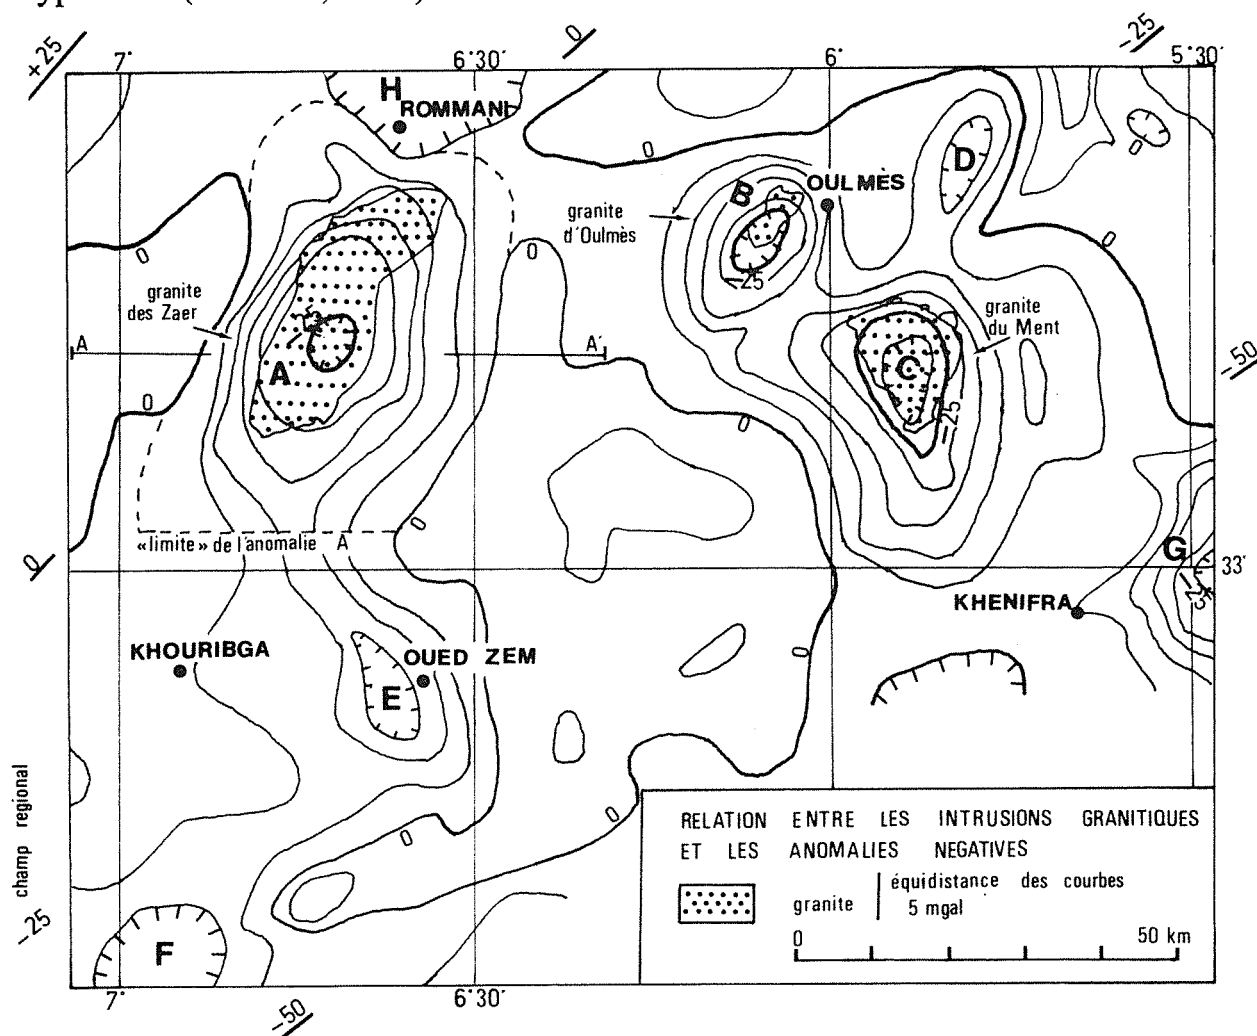 +25
7°
6°30'
0
6°
-25
5°30'
H
ROMMANI
0
D
B
OULMÈS
0
granite
d'Oulmès
0
0
0
-25
granite
des Zaer
granite
du Ment
A
A'
-50
C
A
0
0
-25
0
«limite» de l'anomalie A
G
0
33°
-25
KHENIFRA
KHOURIBGA
OUED ZEM
0
E
champ regional
0
0
RELATION ENTRE LES INTRUSIONS GRANITIQUES
ET LES ANOMALIES NEGATIVES
granite
équidistance des courbes
5 mgal
0
50 km
-25
F
7°
6°30'
-50